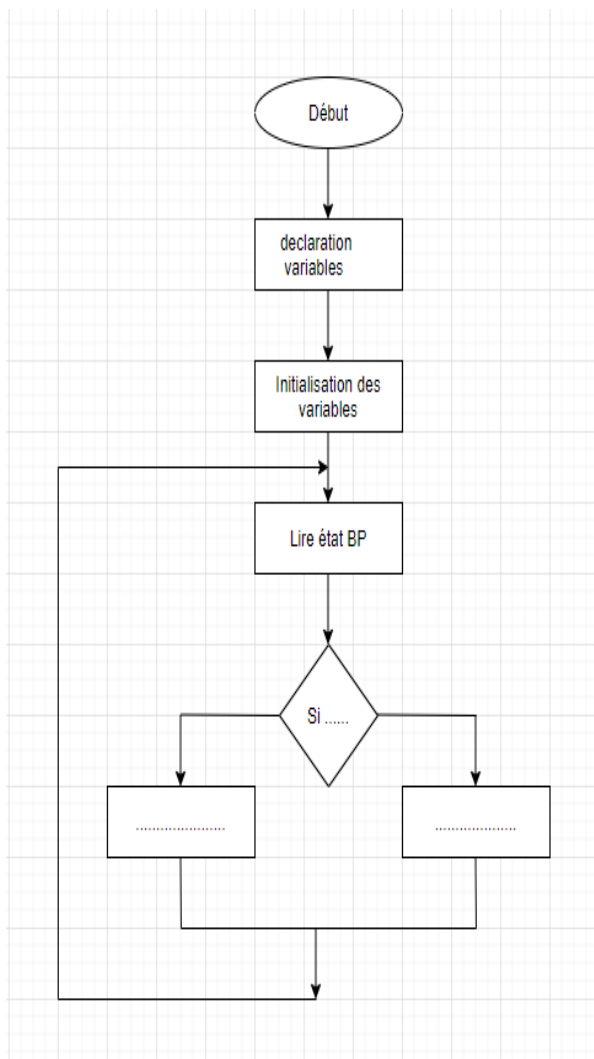 Début
declaration
variables
Initialisation des
variables
Lire état BP
Si ......
......................
....................